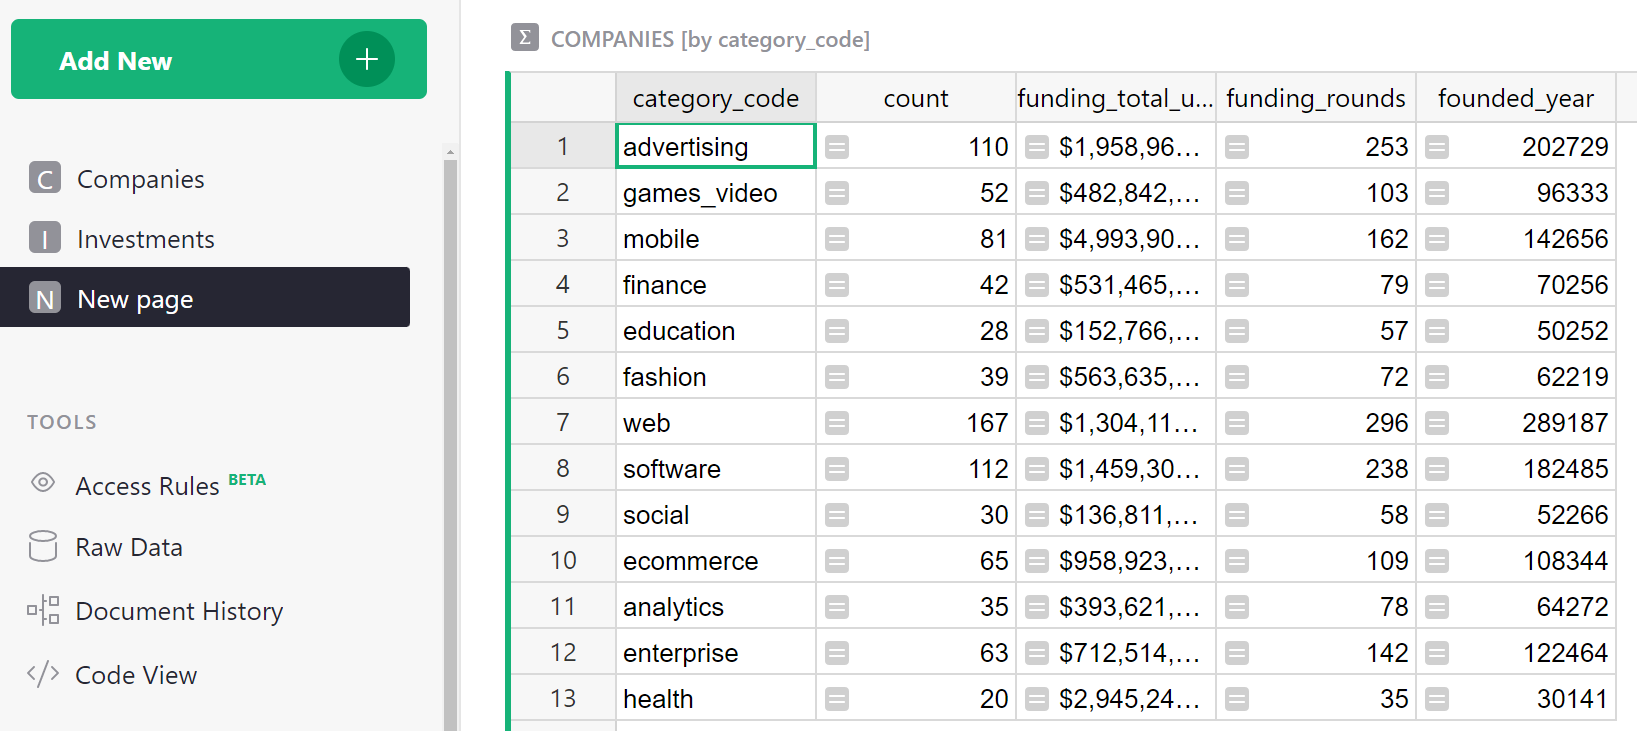 Add New
C Companies
I Investments
N New page
TOOLS
Access Rules BETA
Raw Data
Document History
</> Code View
Σ COMPANIES [by category_code]
category_code count funding_total_u... funding_rounds founded_year
1 advertising = 110 = $1,958,96... = 253 = 202729
2 games_video = 52 = $482,842,... = 103 = 96333
3 mobile = 81 = $4,993,90... = 162 = 142656
4 finance = 42 = $531,465,... = 79 = 70256
5 education = 28 = $152,766,... = 57 = 50252
6 fashion = 39 = $563,635,... = 72 = 62219
7 web = 167 = $1,304,11... = 296 = 289187
8 software = 112 = $1,459,30... = 238 = 182485
9 social = 30 = $136,811,... = 58 = 52266
10 ecommerce = 65 = $958,923,... = 109 = 108344
11 analytics = 35 = $393,621,... = 78 = 64272
12 enterprise = 63 = $712,514,... = 142 = 122464
13 health = 20 = $2,945,24... = 35 = 30141